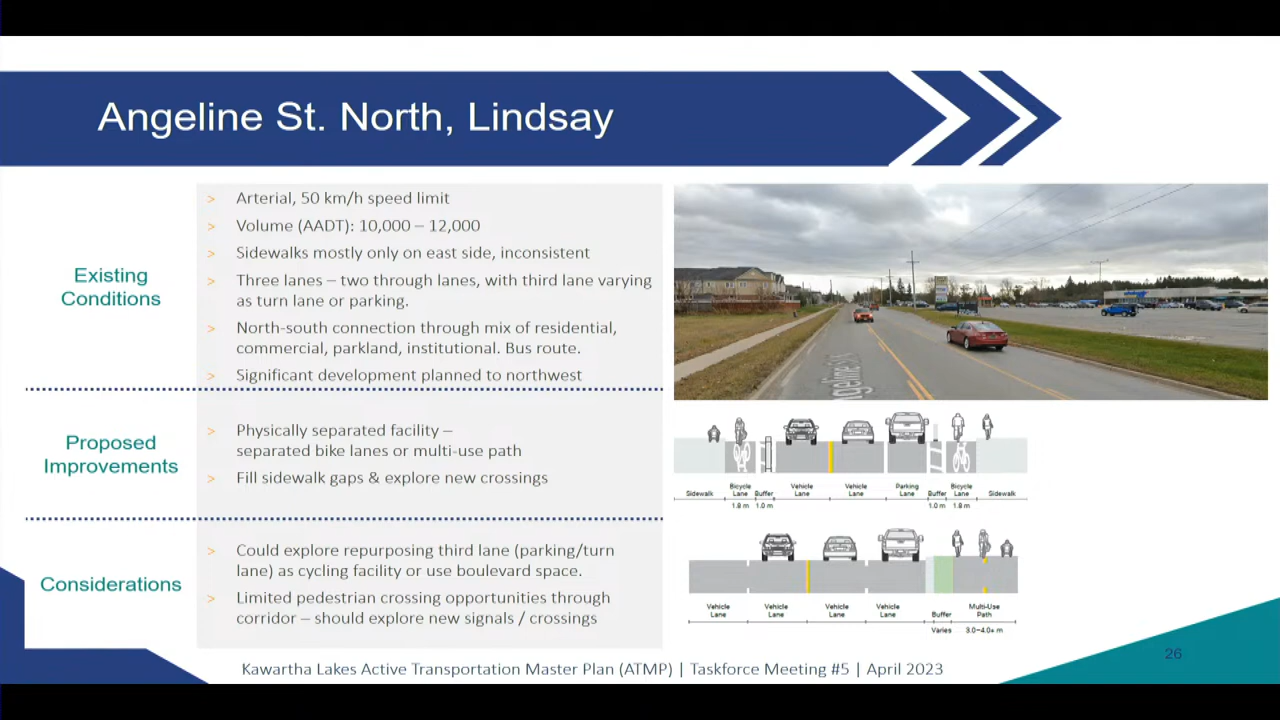 Angeline St. North, Lindsay
Existing
Conditions
> Arterial, 50 km/h speed limit
> Volume (AADT): 10,000 – 12,000
> Sidewalks mostly only on east side, inconsistent
> Three lanes – two through lanes, with third lane varying
as turn lane or parking.
> North-south connection through mix of residential,
commercial, parkland, institutional. Bus route.
> Significant development planned to northwest
Proposed
Improvements
> Physically separated facility –
separated bike lanes or multi-use path
> Fill sidewalk gaps & explore new crossings
Considerations
> Could explore repurposing third lane (parking/turn
lane) as cycling facility or use boulevard space.
> Limited pedestrian crossing opportunities through
corridor – should explore new signals / crossings
Angeline St N
Sidewalk
Bicycle
Lane
Buffer
Vehicle
Lane
Vehicle
Lane
Parking
Lane
Buffer
Bicycle
Lane
Sidewalk
1.8 m
1.0 m
1.0 m
1.8 m
Vehicle
Lane
Vehicle
Lane
Vehicle
Lane
Vehicle
Lane
Buffer
Multi-Use
Path
Varies
3.0–4.0+ m
Kawartha Lakes Active Transportation Master Plan (ATMP) | Taskforce Meeting #5 | April 2023
26